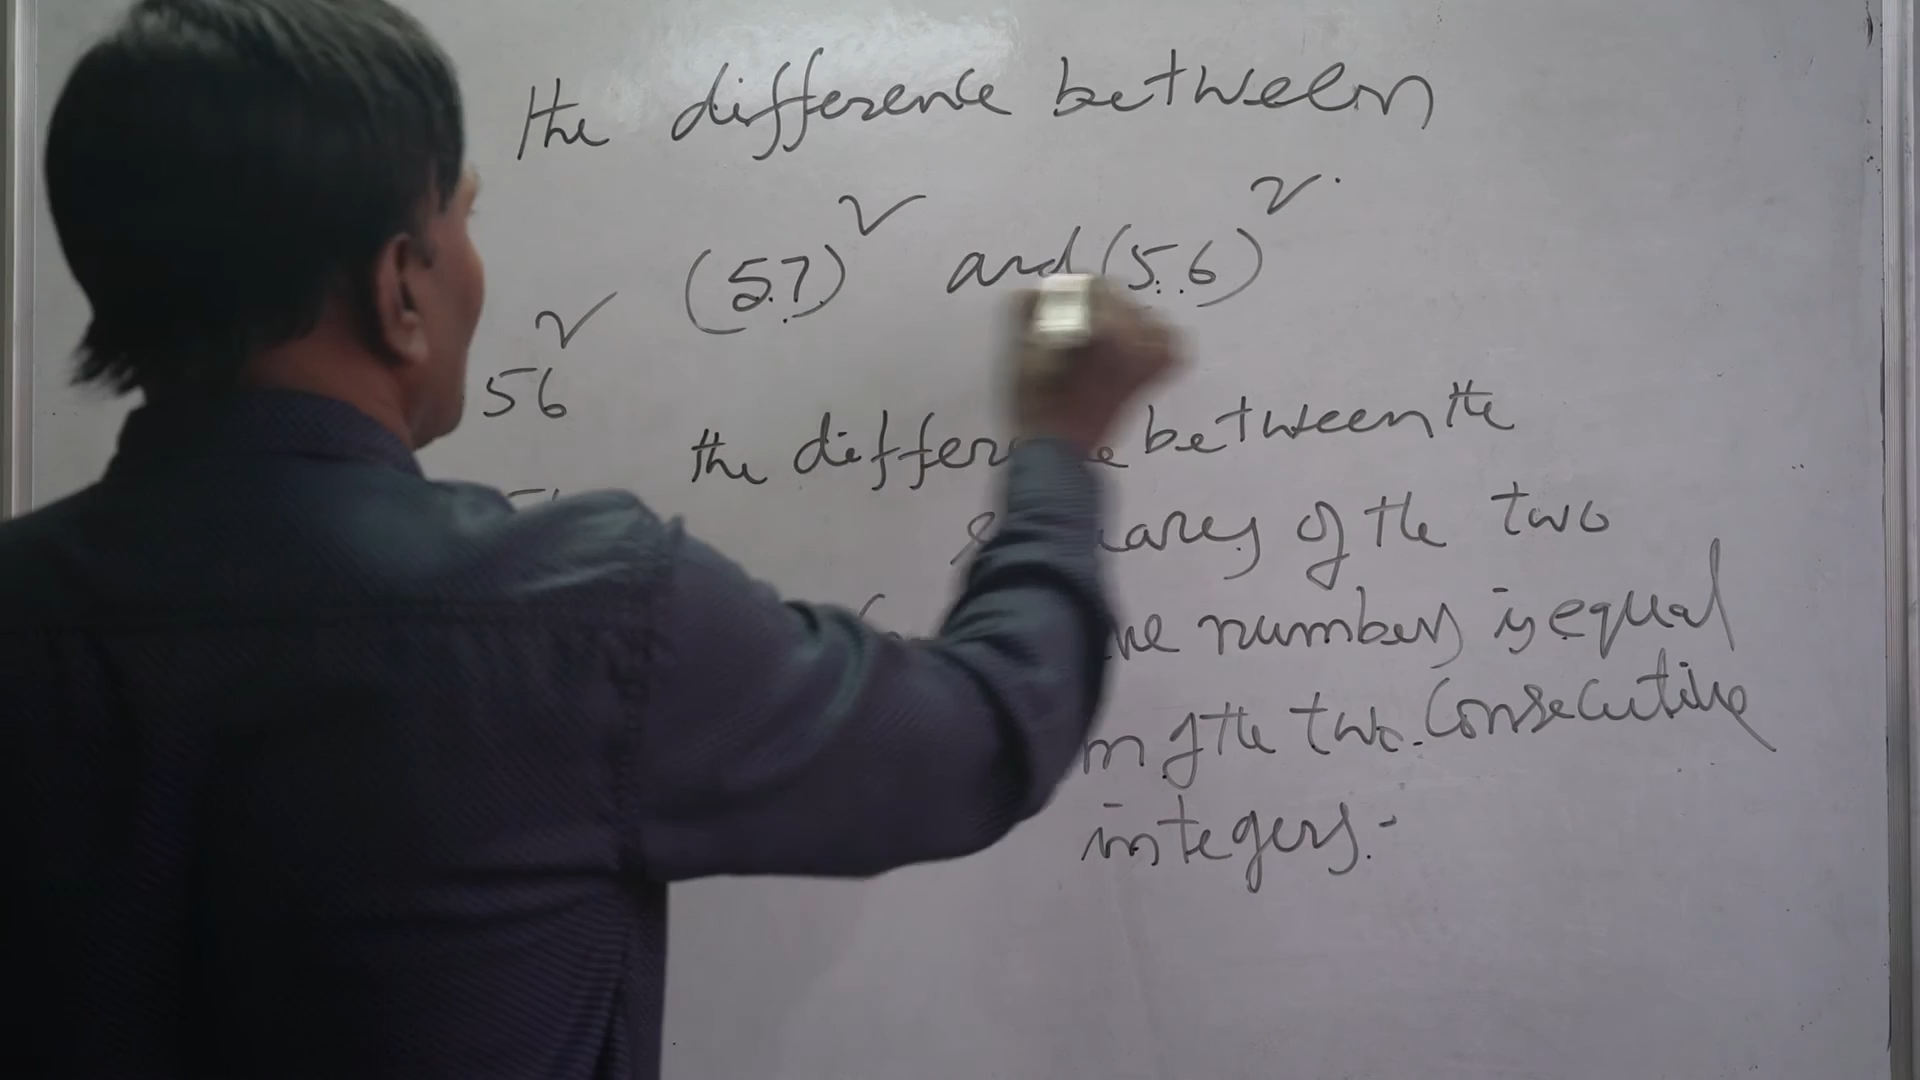 the difference between
(57)² and (56)²
56²
the difference between the
squares of the two
numbers is equal
of the two consecutive
integers.